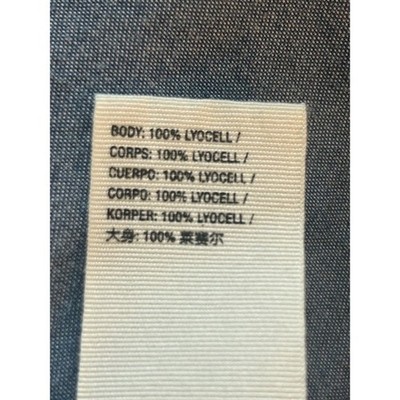 BODY: 100% LYOCELL /
CORPS: 100% LYOCELL /
CUERPO: 100% LYOCELL /
CORPO: 100% LYOCELL /
KORPER: 100% LYOCELL /
大身: 100% 莱赛尔